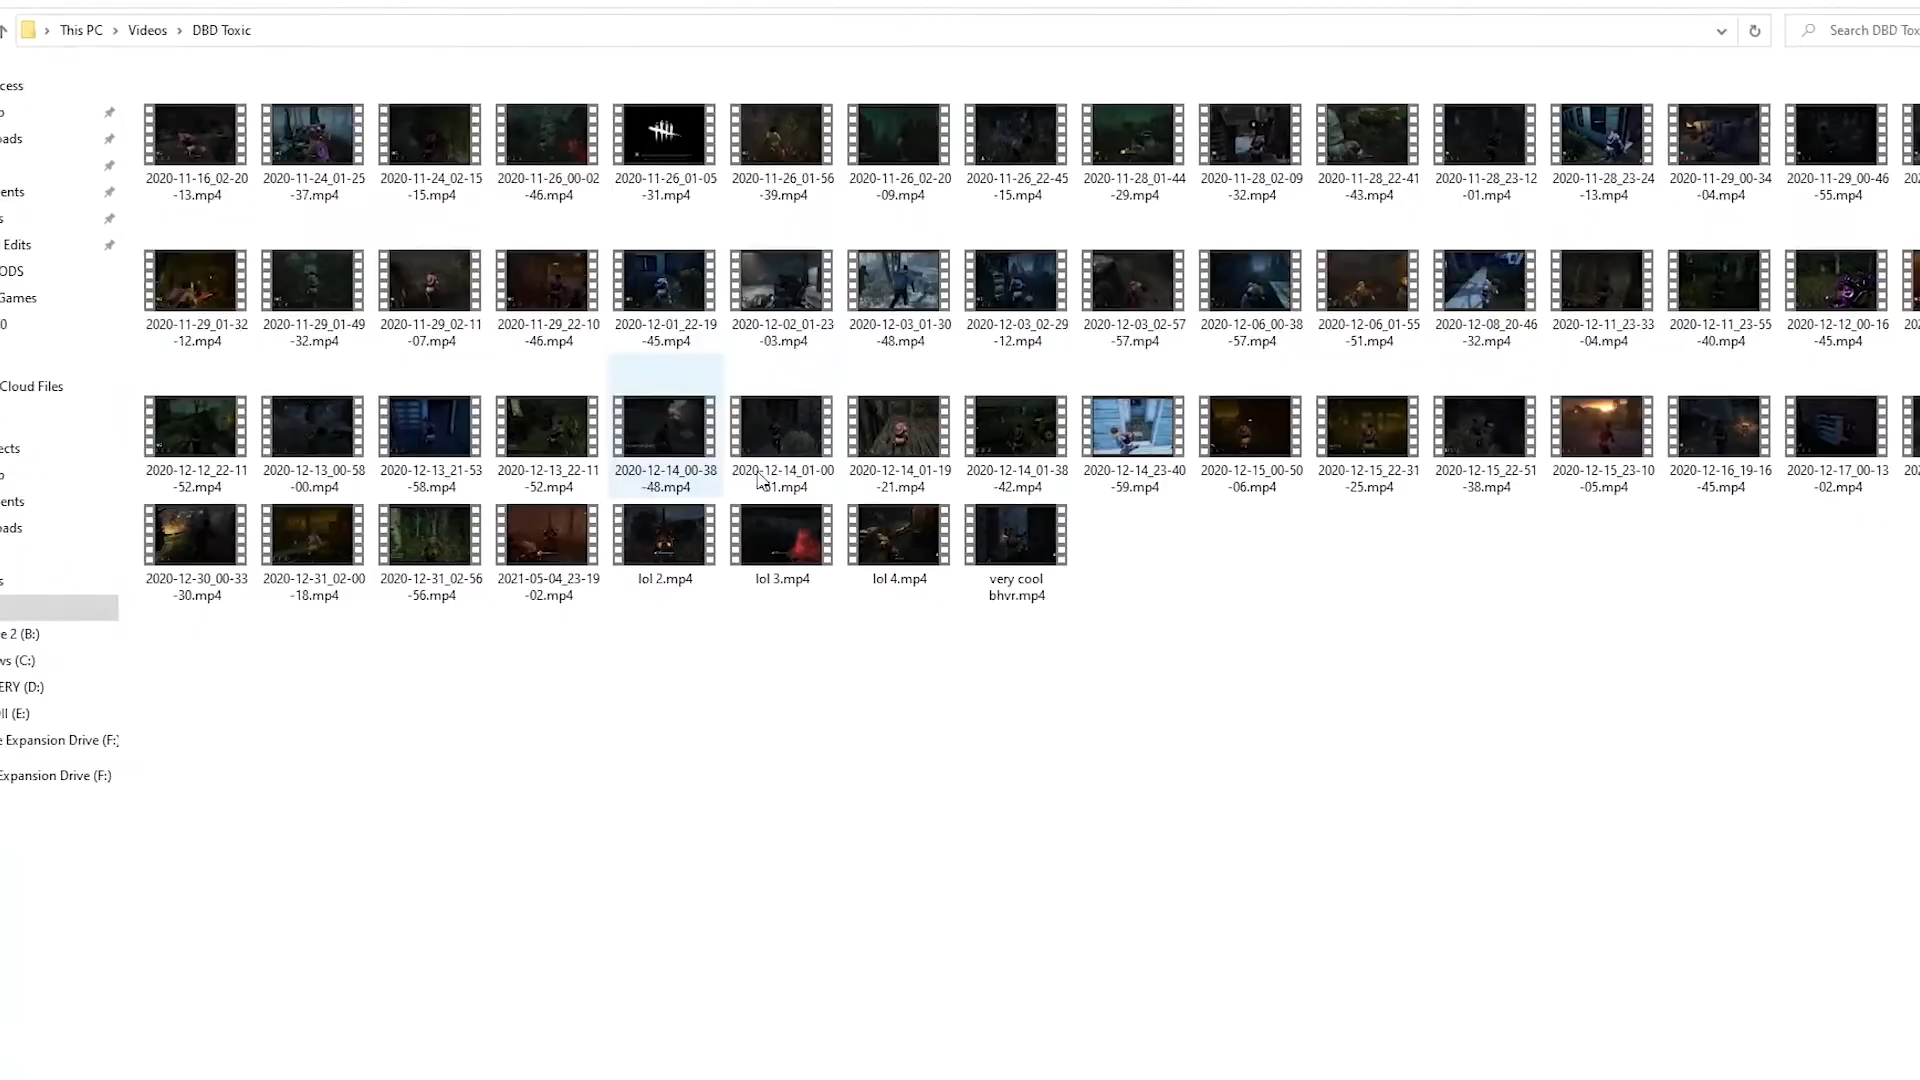 This PC > Videos > DBD Toxic
Search DBD Tox
cess
ads
ents
s
Edits
ODS
Games
0
Cloud Files
ects
ents
ads
s
e 2 (B:)
ws (C:)
ERY (D:)
ll (E:)
e Expansion Drive (F:)
Expansion Drive (F:)
2020-11-16_02-20 2020-11-24_01-25 2020-11-24_02-15 2020-11-26_00-02 2020-11-26_01-05 2020-11-26_01-56 2020-11-26_02-20 2020-11-26_22-45 2020-11-28_01-44 2020-11-28_02-09 2020-11-28_22-41 2020-11-28_23-12 2020-11-28_23-24 2020-11-29_00-34 2020-11-29_00-46 202
-13.mp4 -37.mp4 -15.mp4 -46.mp4 -31.mp4 -39.mp4 -09.mp4 -15.mp4 -29.mp4 -32.mp4 -43.mp4 -01.mp4 -13.mp4 -04.mp4 -55.mp4
2020-11-29_01-32 2020-11-29_01-49 2020-11-29_02-11 2020-11-29_22-10 2020-12-01_22-19 2020-12-02_01-23 2020-12-03_01-30 2020-12-03_02-29 2020-12-03_02-57 2020-12-06_00-38 2020-12-06_01-55 2020-12-08_20-46 2020-12-11_23-33 2020-12-11_23-55 2020-12-12_00-16 202
-12.mp4 -32.mp4 -07.mp4 -46.mp4 -45.mp4 -03.mp4 -48.mp4 -12.mp4 -57.mp4 -57.mp4 -51.mp4 -32.mp4 -04.mp4 -40.mp4 -45.mp4
2020-12-12_22-11 2020-12-13_00-58 2020-12-13_21-53 2020-12-13_22-11 2020-12-14_00-38 2020-12-14_01-00 2020-12-14_01-19 2020-12-14_01-38 2020-12-14_23-40 2020-12-15_00-50 2020-12-15_22-31 2020-12-15_22-51 2020-12-15_23-10 2020-12-16_19-16 2020-12-17_00-13 202
-52.mp4 -00.mp4 -58.mp4 -52.mp4 -48.mp4 1.mp4 -21.mp4 -42.mp4 -59.mp4 -06.mp4 -25.mp4 -38.mp4 -05.mp4 -45.mp4 -02.mp4
2020-12-30_00-33 2020-12-31_02-00 2020-12-31_02-56 2021-05-04_23-19 lol 2.mp4 lol 3.mp4 lol 4.mp4 very cool
-30.mp4 -18.mp4 -56.mp4 -02.mp4 bhvr.mp4